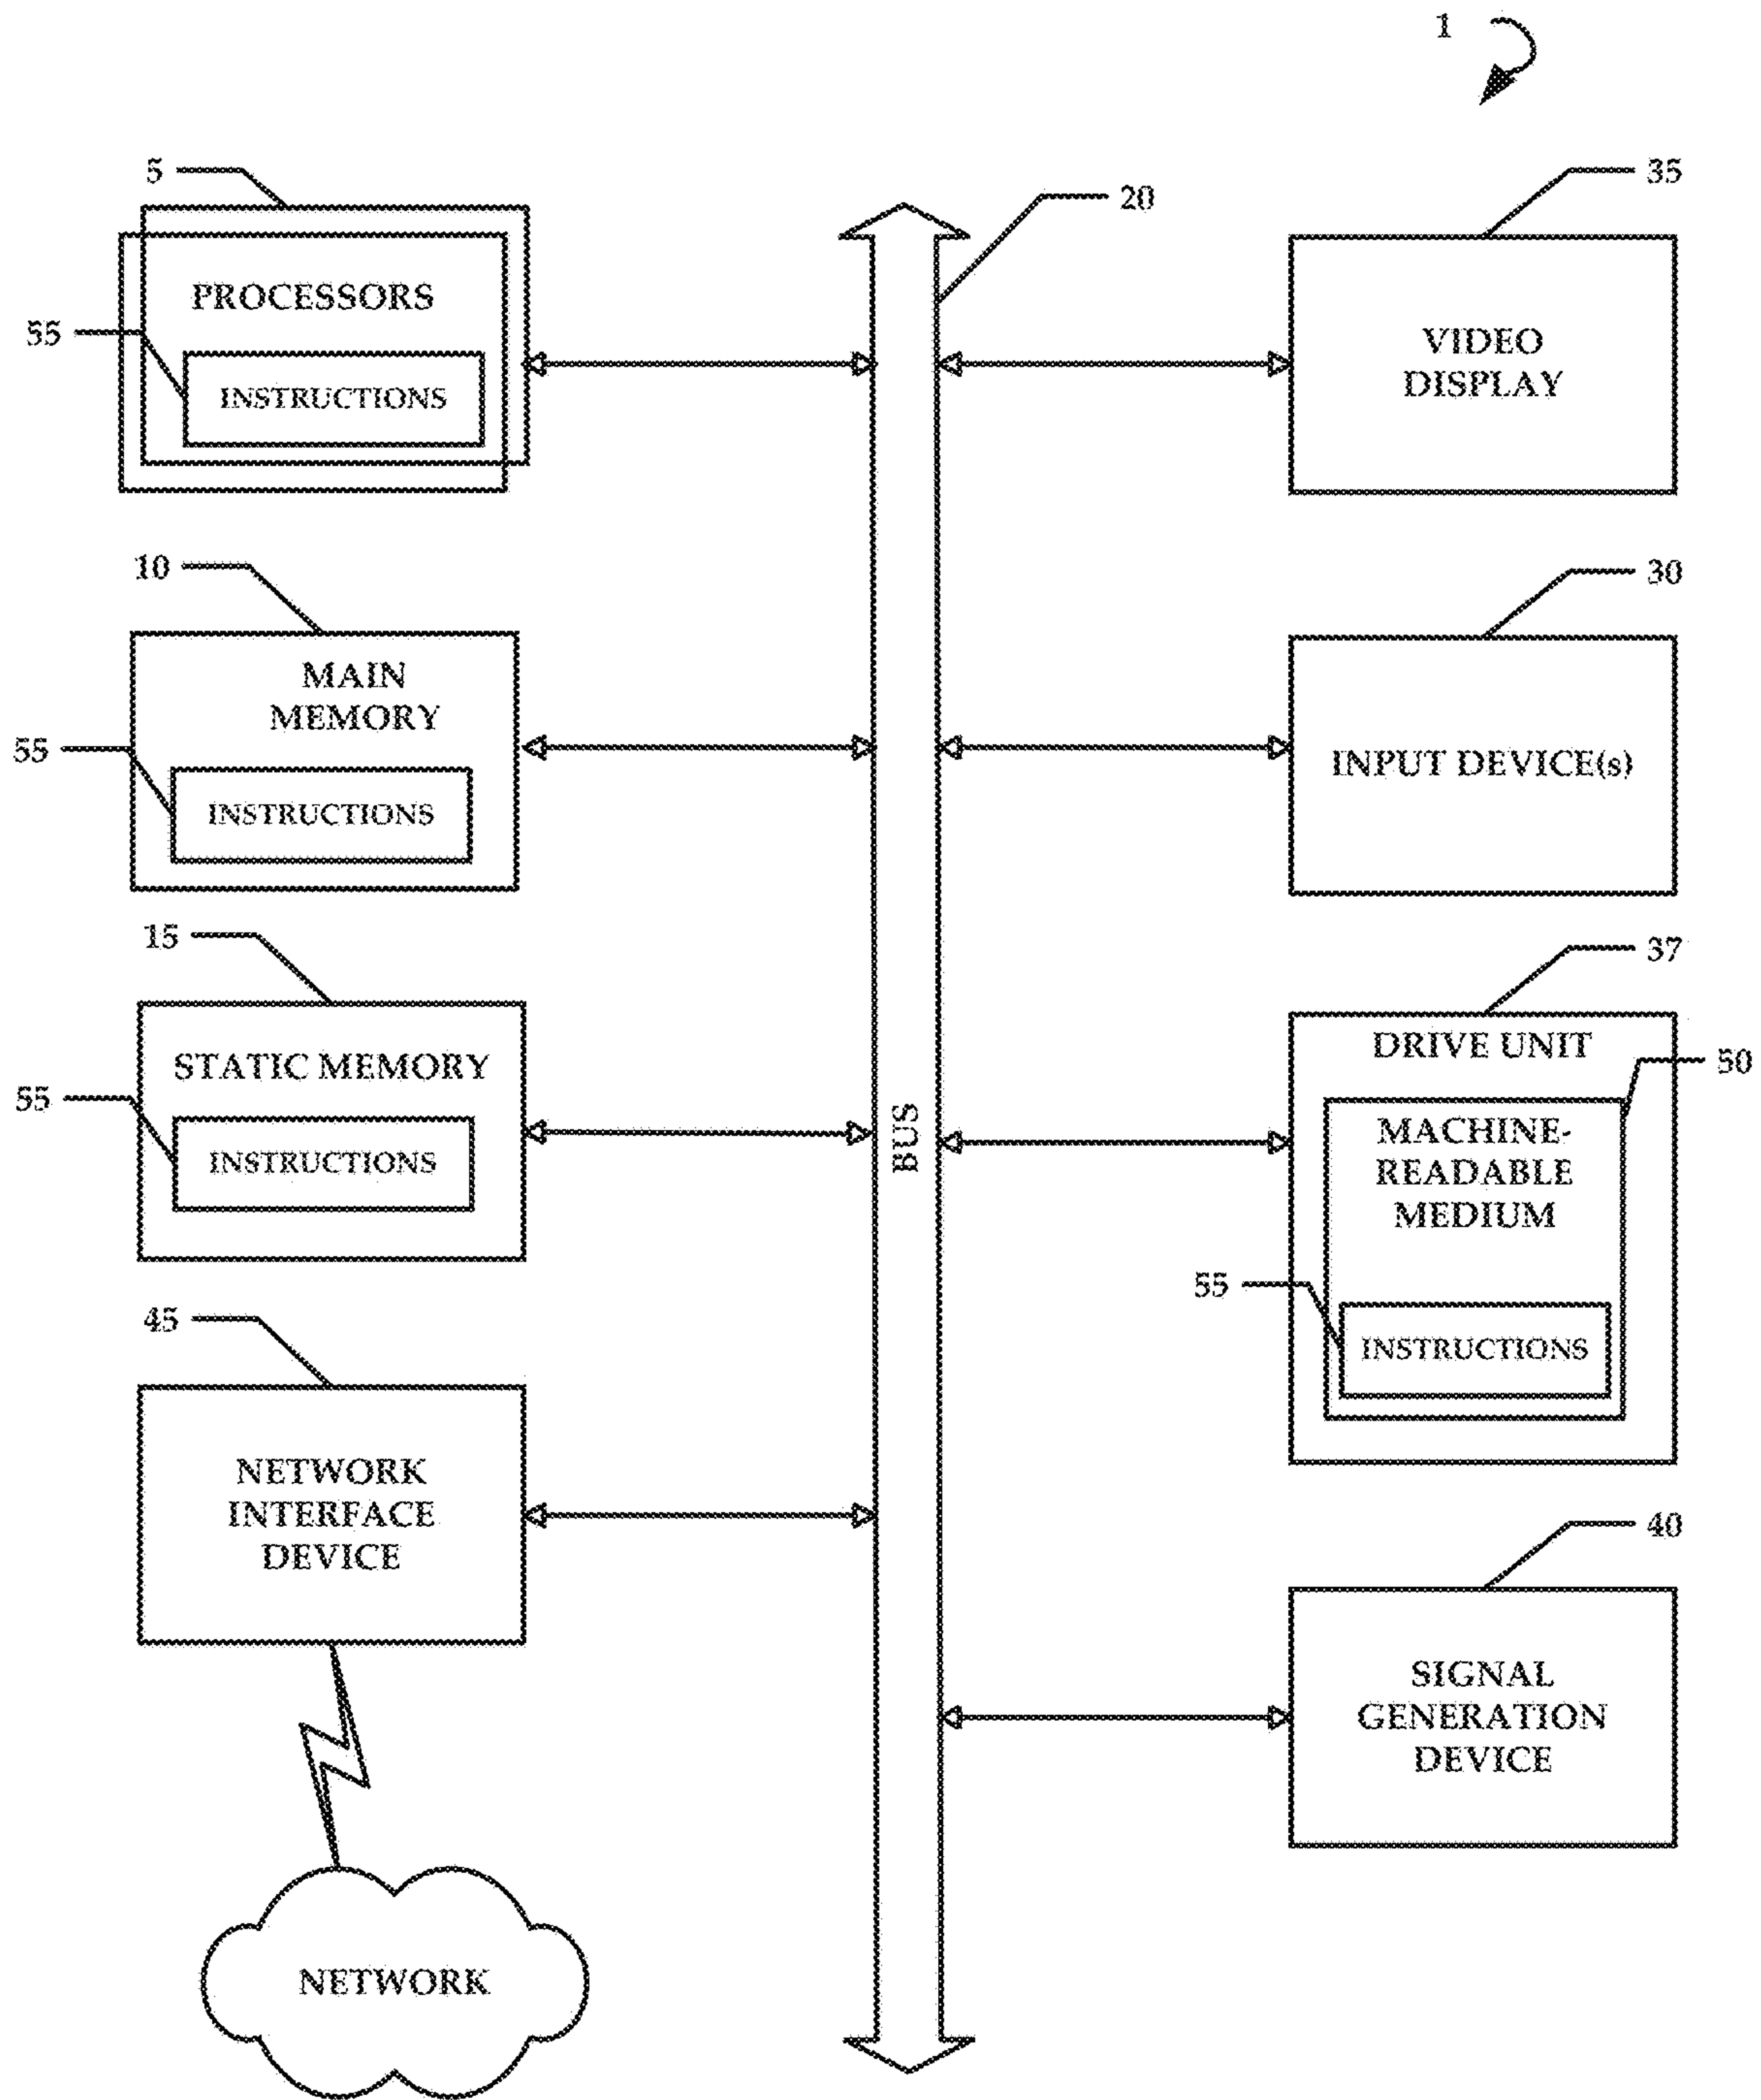 1
5
PROCESSORS
55
INSTRUCTIONS
20
35
VIDEO
DISPLAY
10
MAIN
MEMORY
55
INSTRUCTIONS
30
INPUT DEVICE(s)
15
STATIC MEMORY
55
INSTRUCTIONS
BUS
37
DRIVE UNIT
50
MACHINE-
READABLE
MEDIUM
55
INSTRUCTIONS
45
NETWORK
INTERFACE
DEVICE
40
SIGNAL
GENERATION
DEVICE
NETWORK